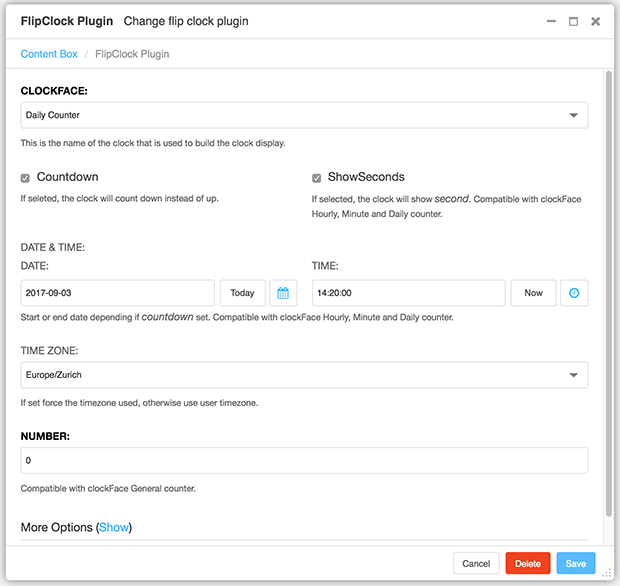 FlipClock Plugin Change flip clock plugin
Content Box / FlipClock Plugin
CLOCKFACE:
Daily Counter
This is the name of the clock that is used to build the clock display.
Countdown
If seleted, the clock will count down instead of up.
ShowSeconds
If selected, the clock will show second. Compatible with clockFace
Hourly, Minute and Daily counter.
DATE & TIME:
DATE:
2017-09-03 Today
TIME:
14:20:00 Now
Start or end date depending if countdown set. Compatible with clockFace Hourly, Minute and Daily counter.
TIME ZONE:
Europe/Zurich
If set force the timezone used, otherwise use user timezone.
NUMBER:
0
Compatible with clockFace General counter.
More Options (Show)
Cancel Delete Save